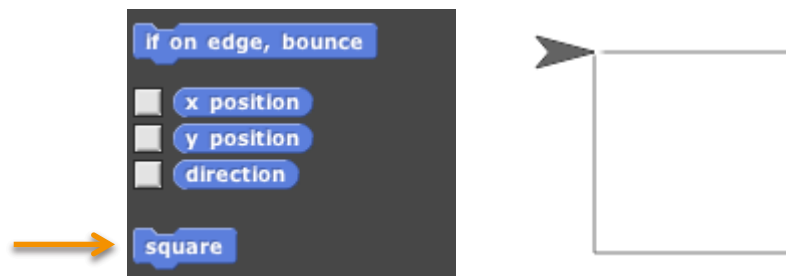 if on edge, bounce
x position
y position
direction
square